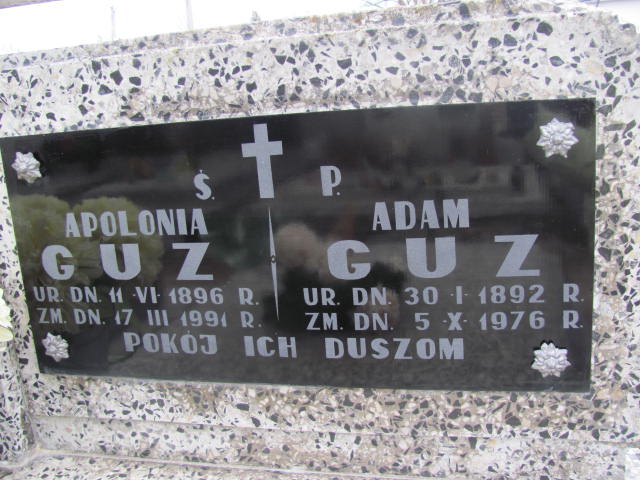 Ś. P.
APOLONIA
GUZ
UR. DN. 11 VI 1896 R.
ZM. DN. 17 III 1991 R.
ADAM
GUZ
UR. DN. 30 · I · 1892 R.
ZM. DN. 5 · X · 1976 R.
POKÓJ ICH DUSZOM